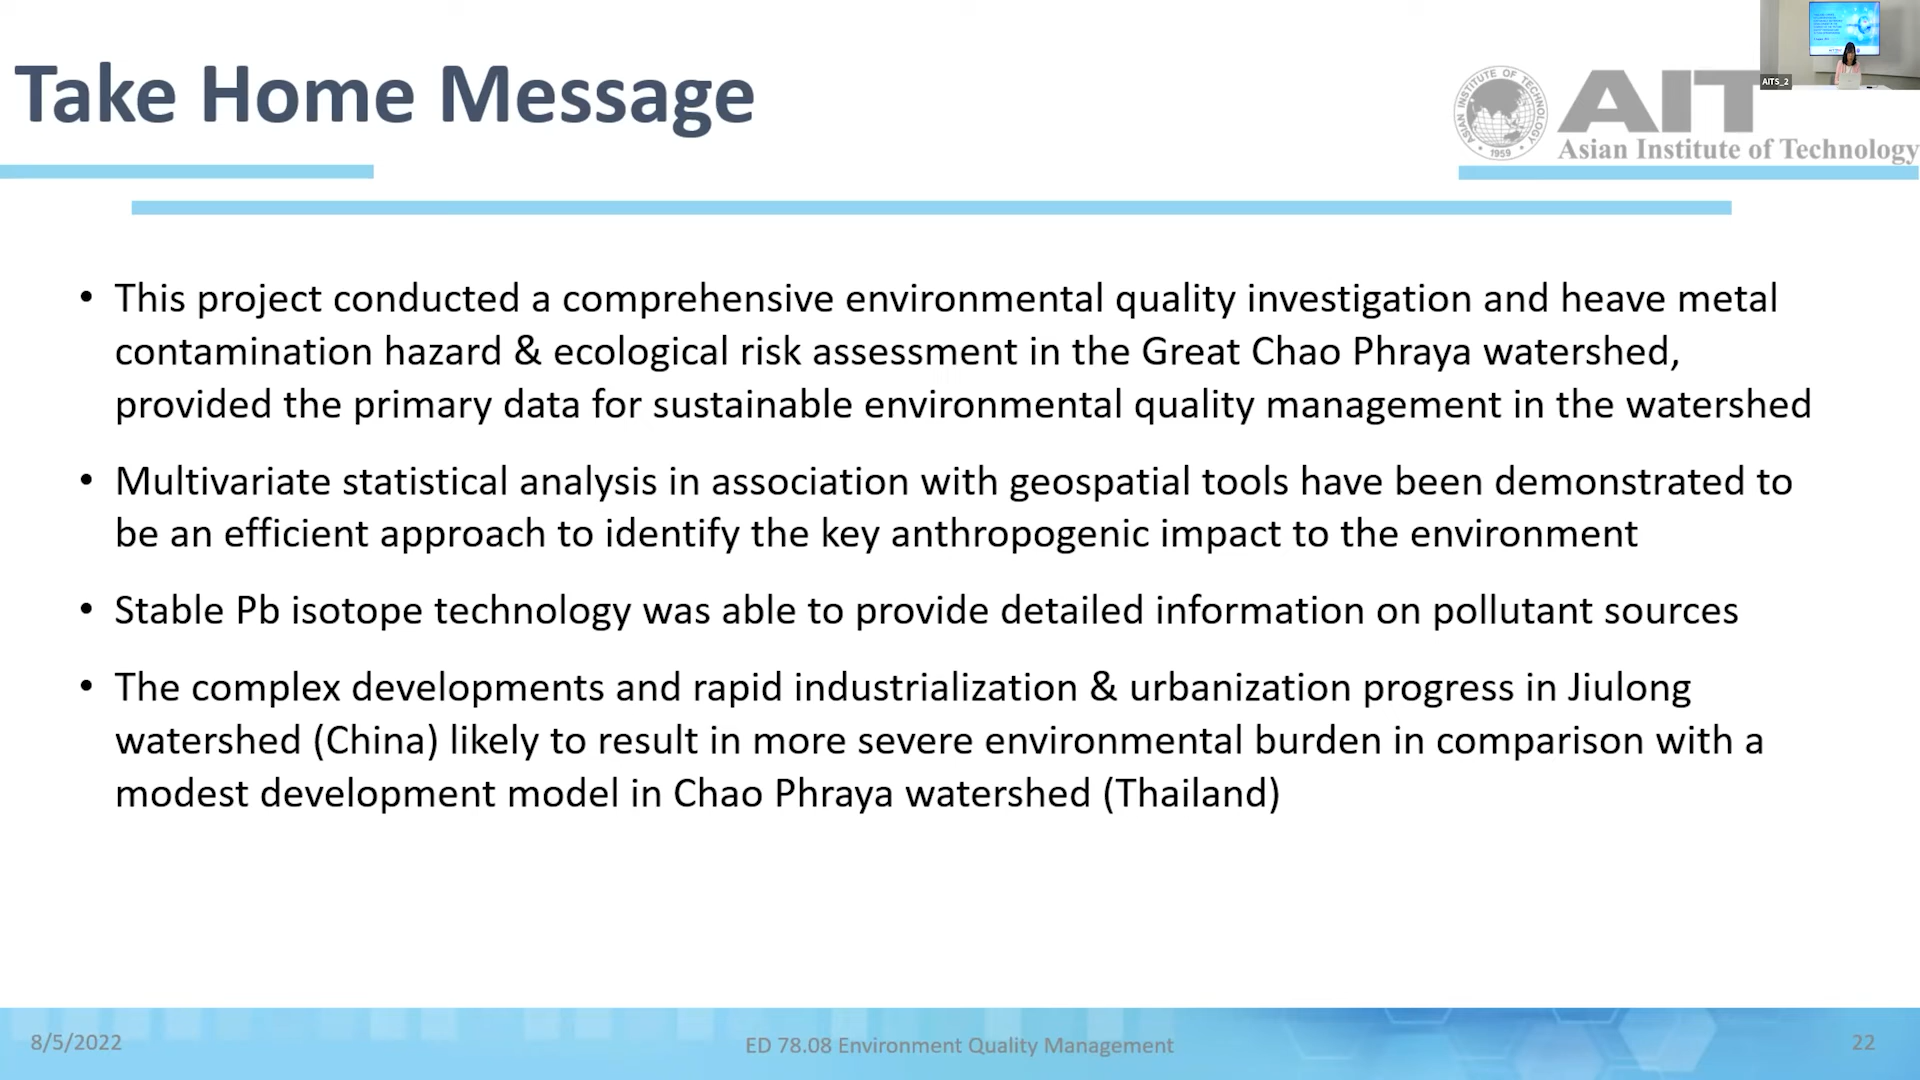 Take Home Message
ASIAN INSTITUTE OF TECHNOLOGY
1959
AIT
Asian Institute of Technology
AITS_2
• This project conducted a comprehensive environmental quality investigation and heave metal
contamination hazard & ecological risk assessment in the Great Chao Phraya watershed,
provided the primary data for sustainable environmental quality management in the watershed
• Multivariate statistical analysis in association with geospatial tools have been demonstrated to
be an efficient approach to identify the key anthropogenic impact to the environment
• Stable Pb isotope technology was able to provide detailed information on pollutant sources
• The complex developments and rapid industrialization & urbanization progress in Jiulong
watershed (China) likely to result in more severe environmental burden in comparison with a
modest development model in Chao Phraya watershed (Thailand)
8/5/2022
ED 78.08 Environment Quality Management
22